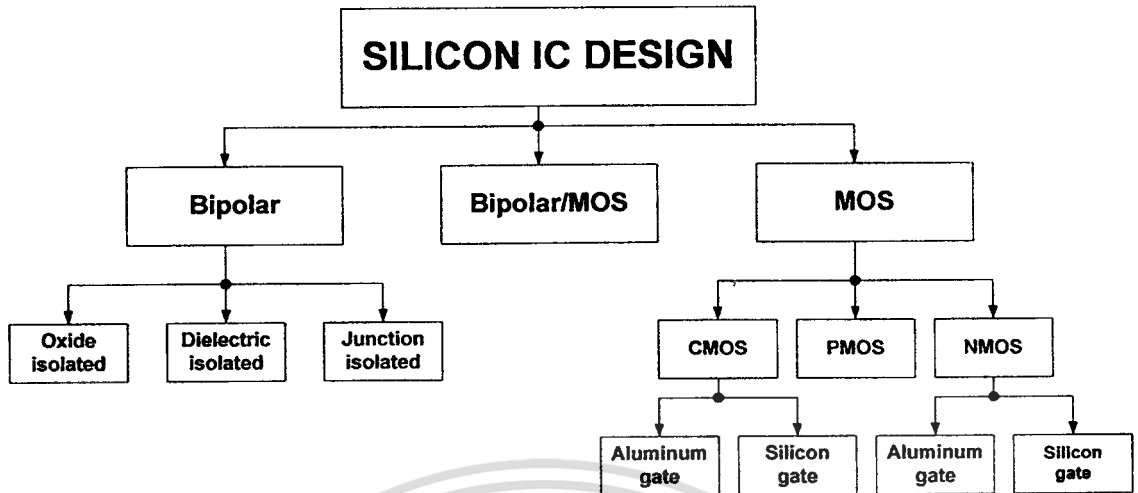 SILICON IC DESIGN
Bipolar
Bipolar/MOS
MOS
Oxide
isolated
Dielectric
isolated
Junction
isolated
CMOS
PMOS
NMOS
Aluminum
gate
Silicon
gate
Aluminum
gate
Silicon
gate